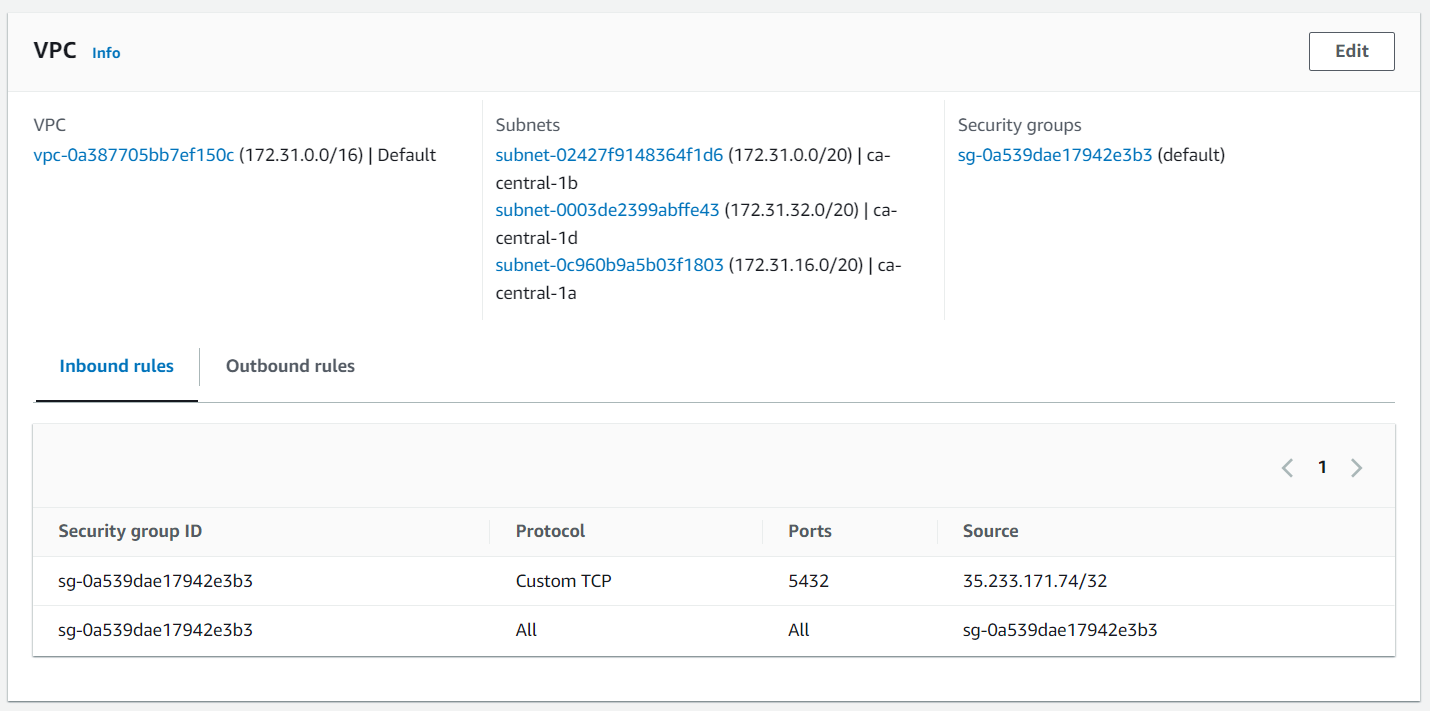 VPC Info
Edit
VPC
vpc-0a387705bb7ef150c (172.31.0.0/16) | Default
Subnets
subnet-02427f9148364f1d6 (172.31.0.0/20) | ca-
central-1b
subnet-0003de2399abffe43 (172.31.32.0/20) | ca-
central-1d
subnet-0c960b9a5b03f1803 (172.31.16.0/20) | ca-
central-1a
Security groups
sg-0a539dae17942e3b3 (default)
Inbound rules
Outbound rules
1
Security group ID Protocol Ports Source
sg-0a539dae17942e3b3 Custom TCP 5432 35.233.171.74/32
sg-0a539dae17942e3b3 All All sg-0a539dae17942e3b3